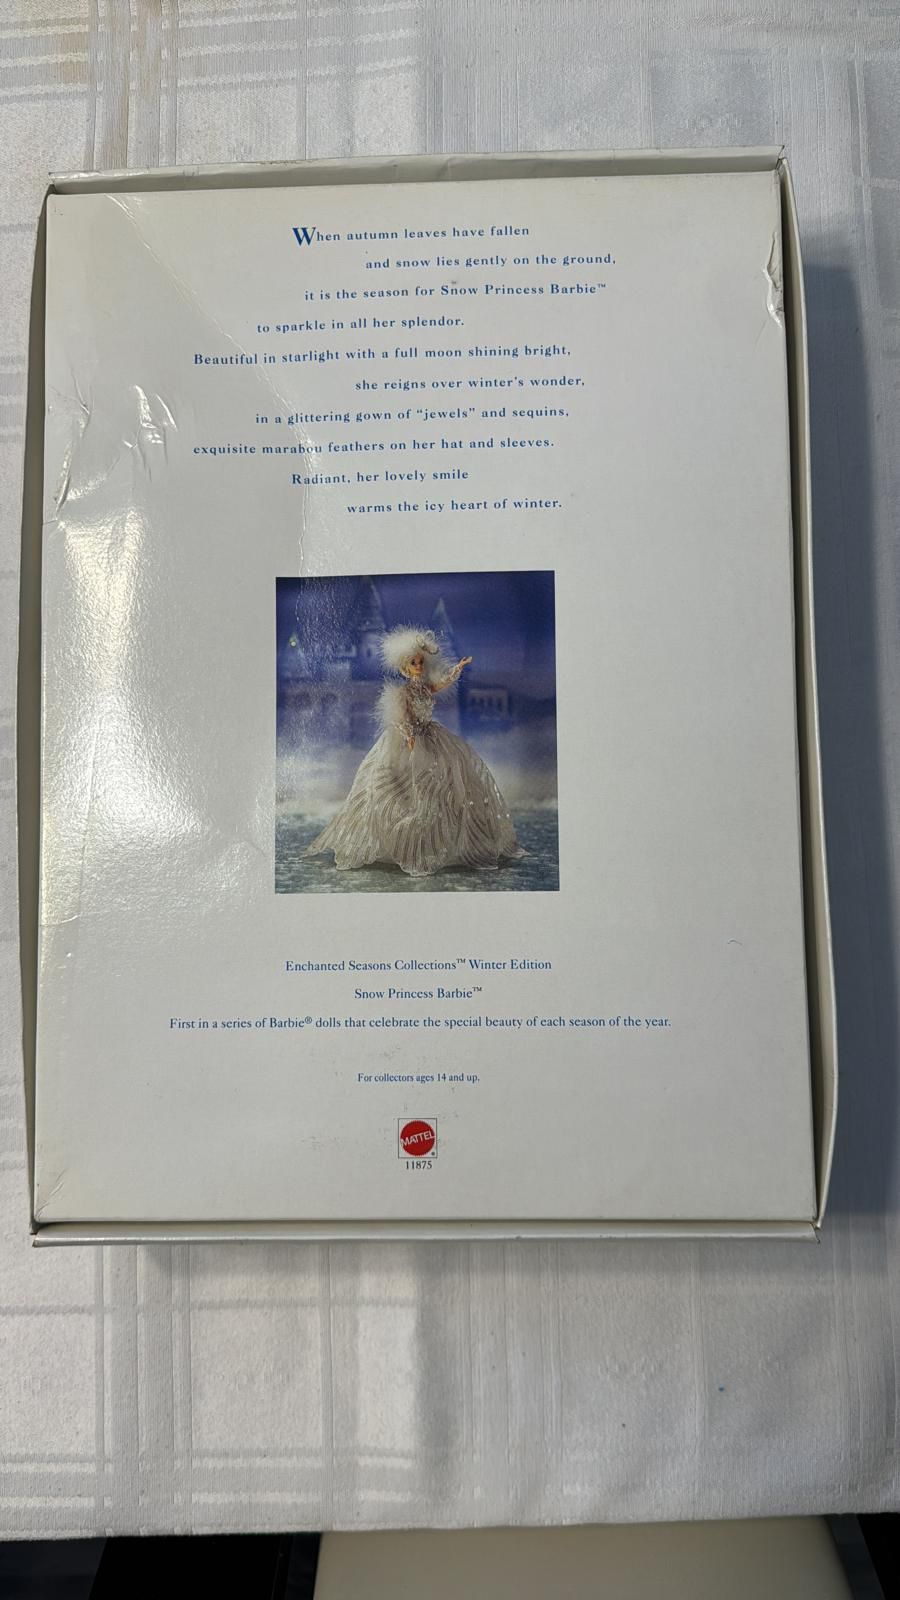 When autumn leaves have fallen
and snow lies gently on the ground,
it is the season for Snow Princess Barbie™
to sparkle in all her splendor.
Beautiful in starlight with a full moon shining bright,
she reigns over winter's wonder,
in a glittering gown of "jewels" and sequins,
exquisite marabou feathers on her hat and sleeves.
Radiant, her lovely smile
warms the icy heart of winter.
Enchanted Seasons Collections™ Winter Edition
Snow Princess Barbie™
First in a series of Barbie® dolls that celebrate the special beauty of each season of the year.
For collectors ages 14 and up.
MATTEL®
11875